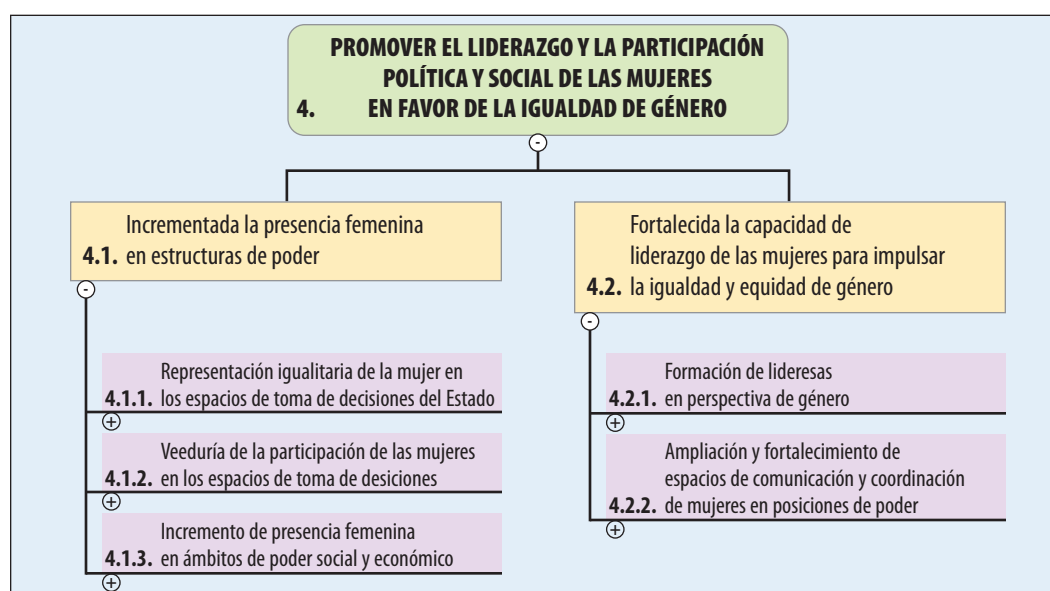 PROMOVER EL LIDERAZGO Y LA PARTICIPACIÓN
POLÍTICA Y SOCIAL DE LAS MUJERES
4. EN FAVOR DE LA IGUALDAD DE GÉNERO
-
Incrementada la presencia femenina
4.1. en estructuras de poder
-
Representación igualitaria de la mujer en
4.1.1. los espacios de toma de decisiones del Estado
+
Veeduría de la participación de las mujeres
4.1.2. en los espacios de toma de desiciones
+
Incremento de presencia femenina
4.1.3. en ámbitos de poder social y económico
+
Fortalecida la capacidad de
liderazgo de las mujeres para impulsar
4.2. la igualdad y equidad de género
-
Formación de lideresas
4.2.1. en perspectiva de género
+
Ampliación y fortalecimiento de
espacios de comunicación y coordinación
4.2.2. de mujeres en posiciones de poder
+